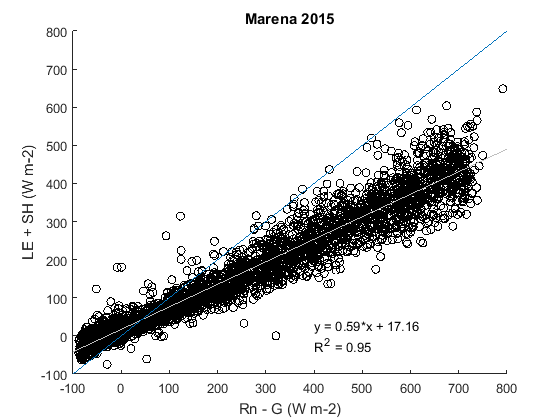 Marena 2015
800
700
600
500
400
300
200
100
0
-100
LE + SH (W m-2)
y = 0.59*x + 17.16
R² = 0.95
-100 0 100 200 300 400 500 600 700 800
Rn - G (W m-2)